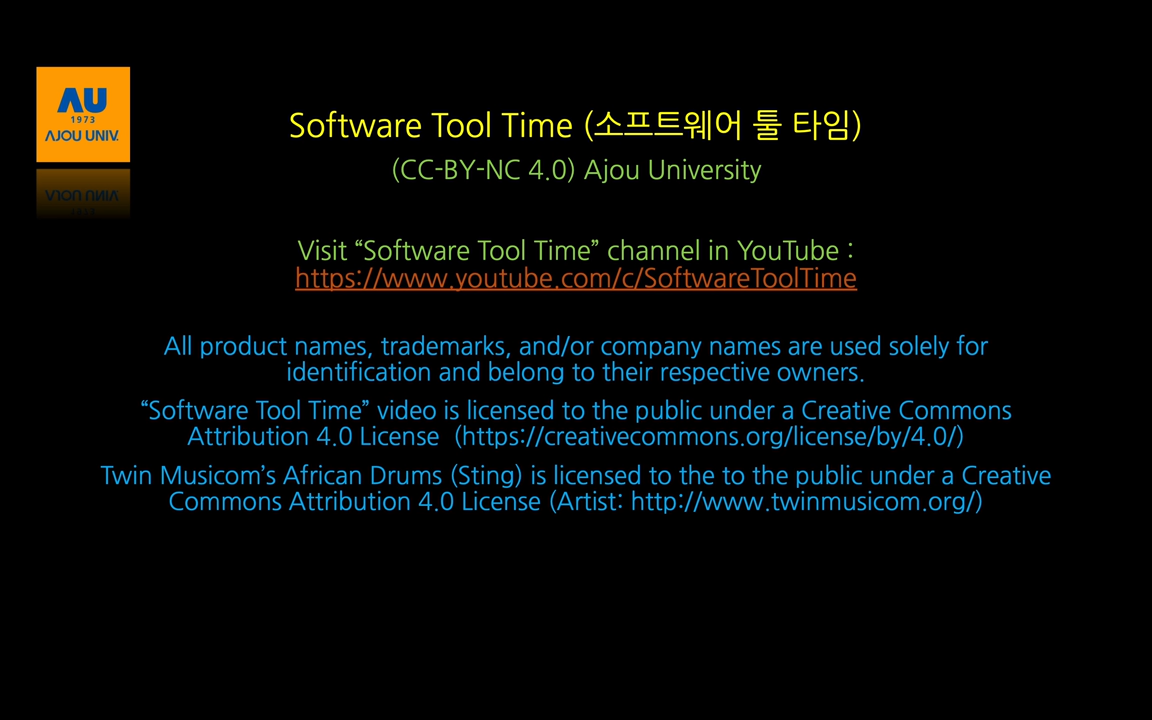 AU
1973
AJOU UNIV.
Software Tool Time (소프트웨어 툴 타임)
(CC-BY-NC 4.0) Ajou University
Visit “Software Tool Time” channel in YouTube :
https://www.youtube.com/c/SoftwareToolTime
All product names, trademarks, and/or company names are used solely for
identification and belong to their respective owners.
“Software Tool Time” video is licensed to the public under a Creative Commons
Attribution 4.0 License (https://creativecommons.org/license/by/4.0/)
Twin Musicom’s African Drums (Sting) is licensed to the to the public under a Creative
Commons Attribution 4.0 License (Artist: http://www.twinmusicom.org/)